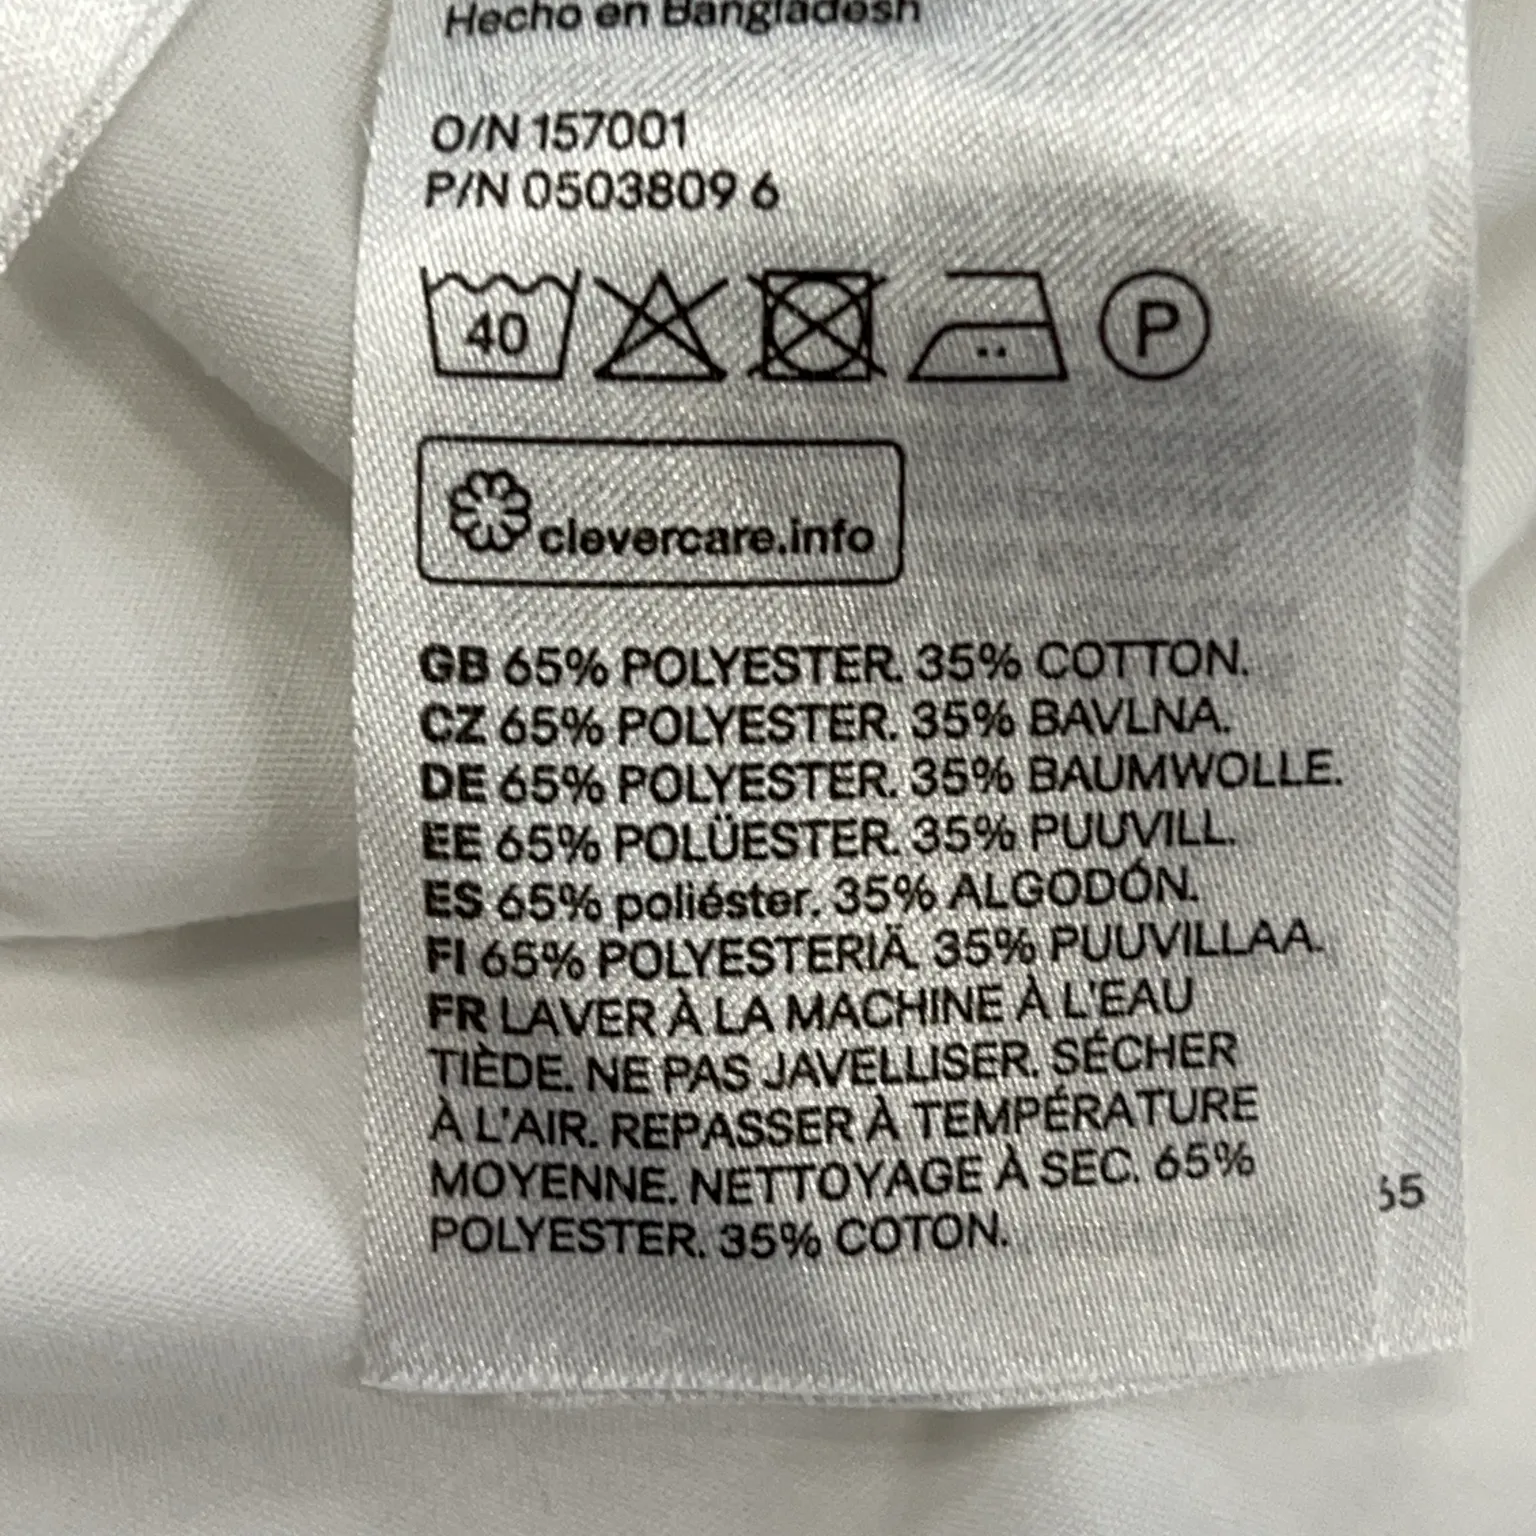 Hecho en Bangladesh
O/N 157001
P/N 0503809 6
40
P
clevercare.info
GB 65% POLYESTER. 35% COTTON.
CZ 65% POLYESTER. 35% BAVLNA.
DE 65% POLYESTER. 35% BAUMWOLLE.
EE 65% POLÜESTER. 35% PUUVILL.
ES 65% poliéster. 35% ALGODÓN.
FI 65% POLYESTERIÄ. 35% PUUVILLAA.
FR LAVER À LA MACHINE À L'EAU
TIÈDE. NE PAS JAVELLISER. SÉCHER
À L'AIR. REPASSER À TEMPÉRATURE
MOYENNE. NETTOYAGE À SEC. 65%
POLYESTER. 35% COTON.